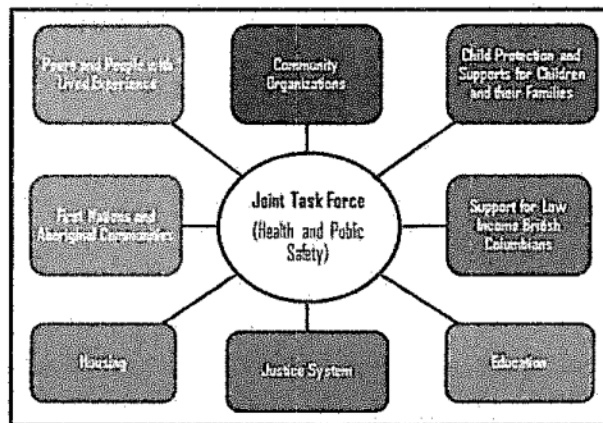 Peers and People with
Lived Experience
Community
Organizations
Child Protection and
Supports for Children
and their Families
Joint Task Force
(Health and Public
Safety)
First Nations and
Aboriginal Communities
Support for Low
Income British
Columbians
Housing
Justice System
Education